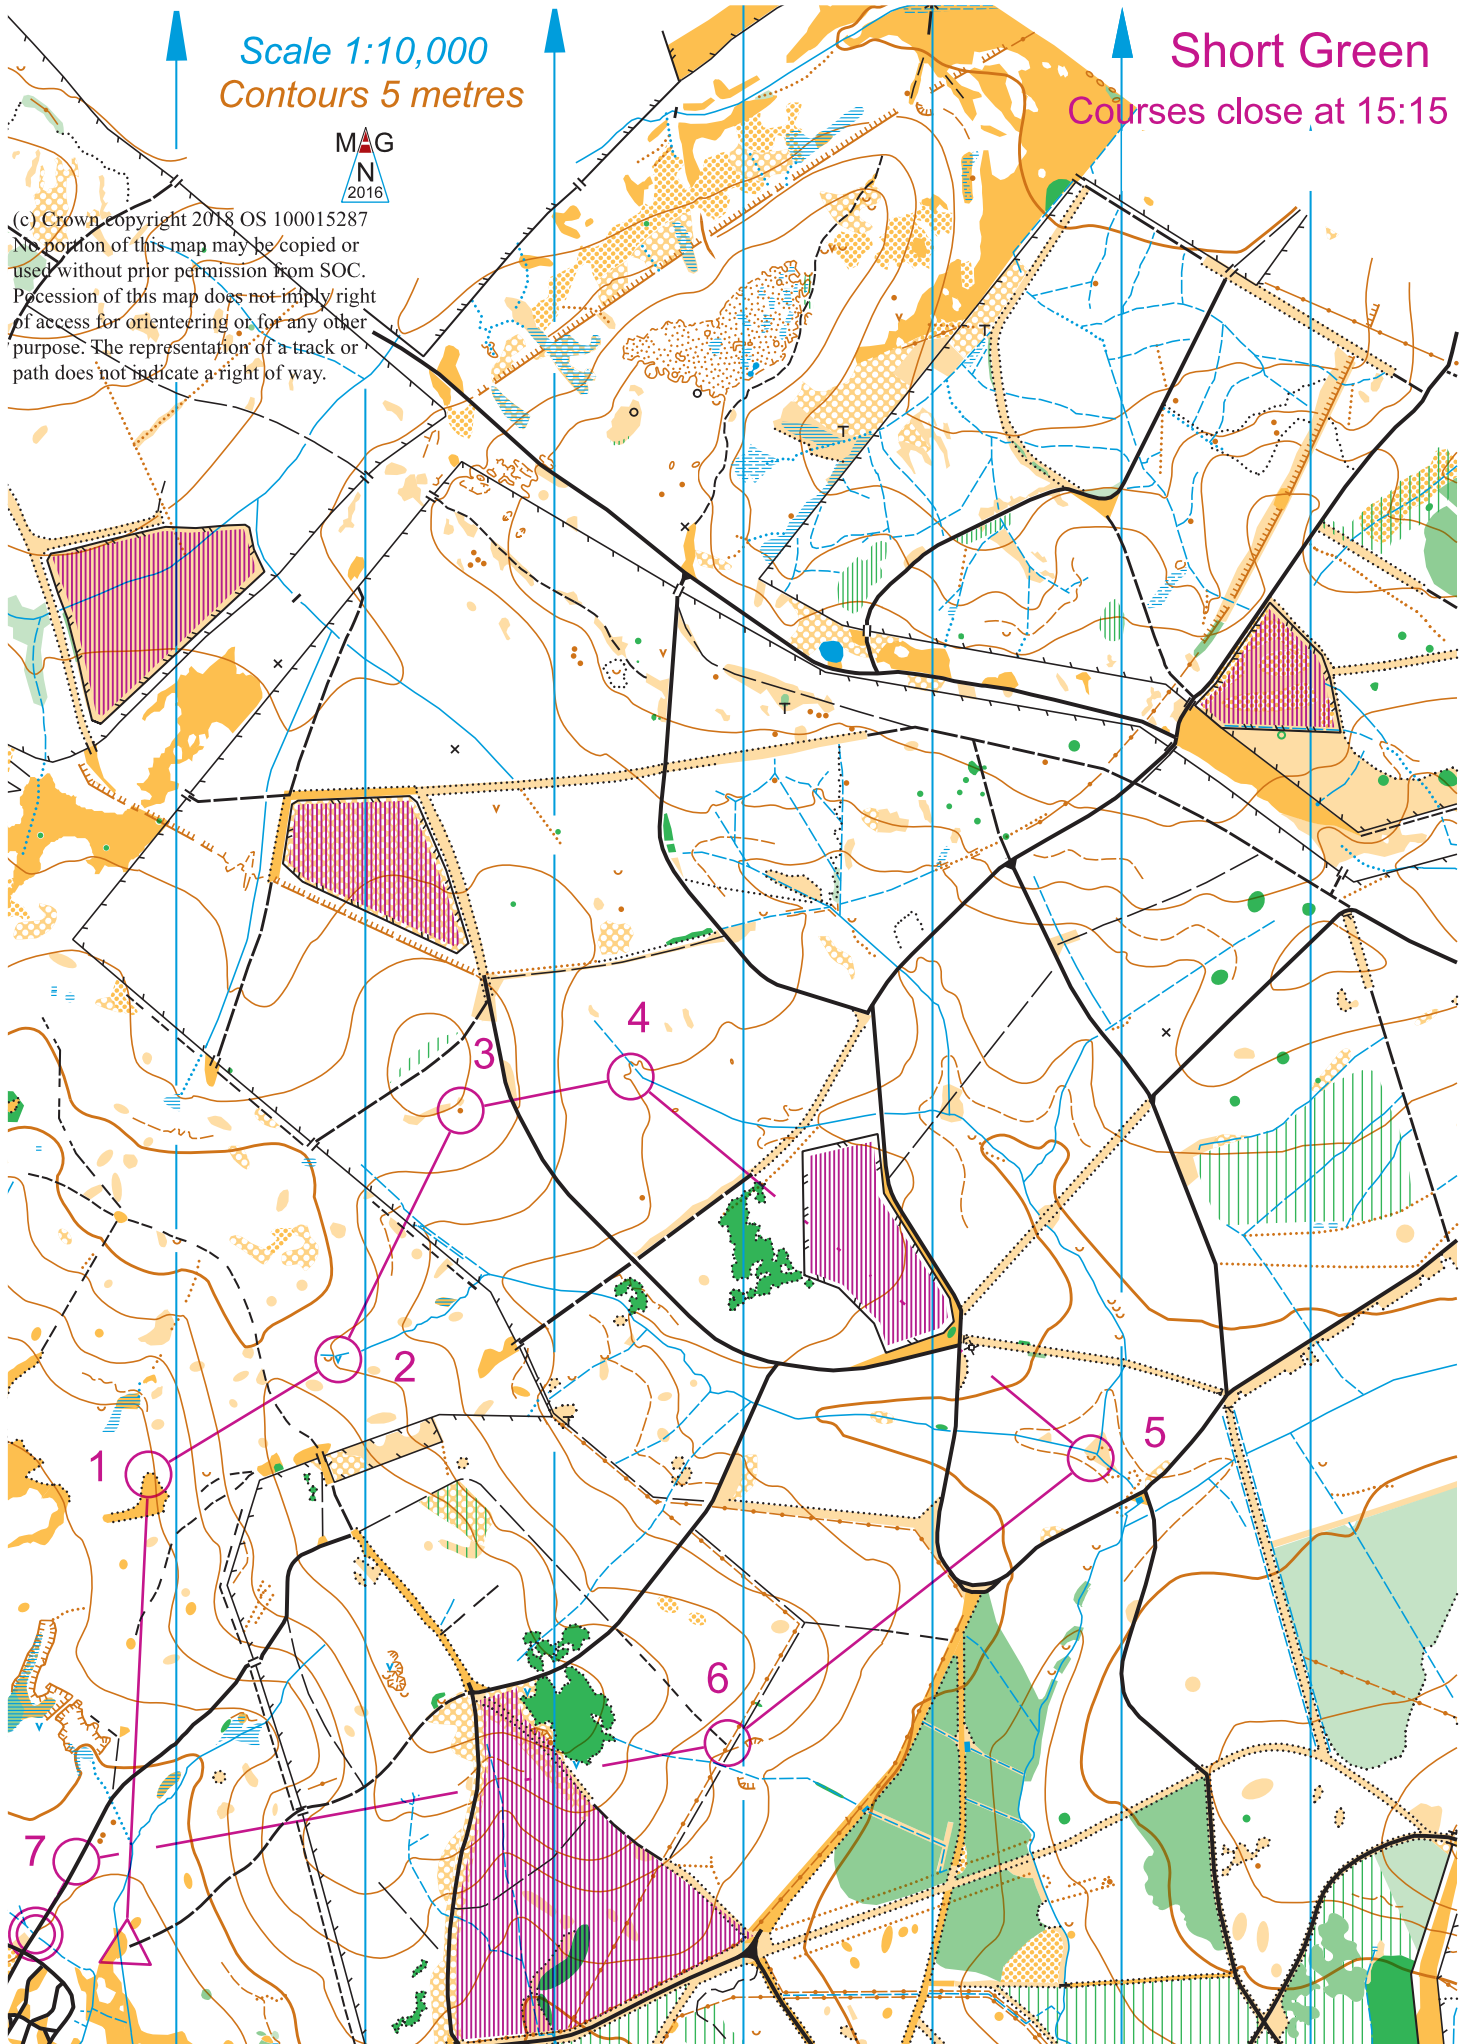 Scale 1:10,000
Contours 5 metres
Short Green
Courses close at 15:15
MAG
N
2016
(c) Crown copyright 2018 OS 100015287
No portion of this map may be copied or
used without prior permission from SOC.
Pocession of this map does not imply right
of access for orienteering or for any other
purpose. The representation of a track or
path does not indicate a right of way.
4
3
2
5
1
6
7